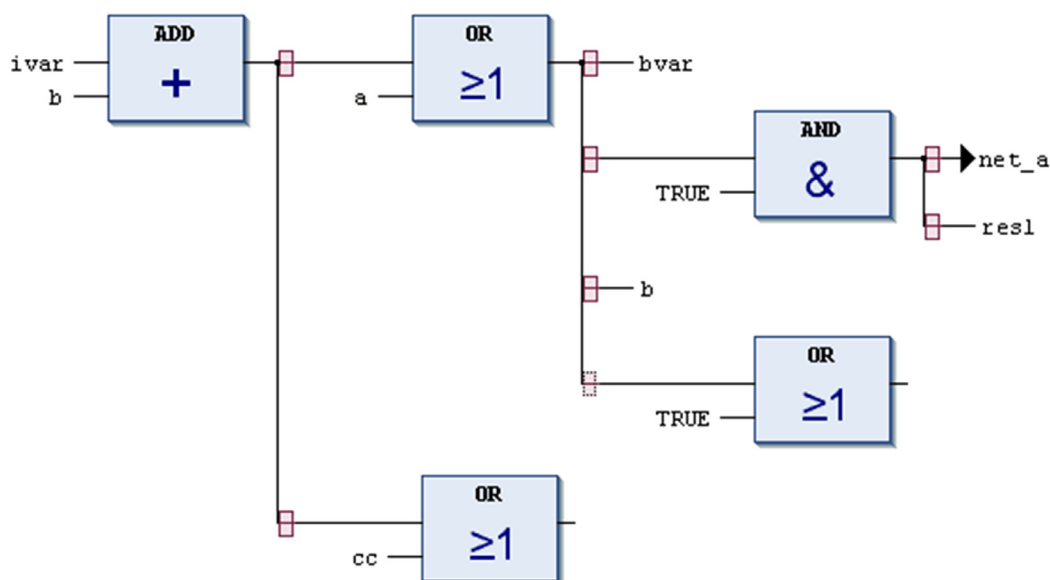 ADD
ivar
+
b
OR
a
≥1
bvar
AND
&
TRUE
net_a
resl
b
OR
≥1
TRUE
OR
≥1
cc